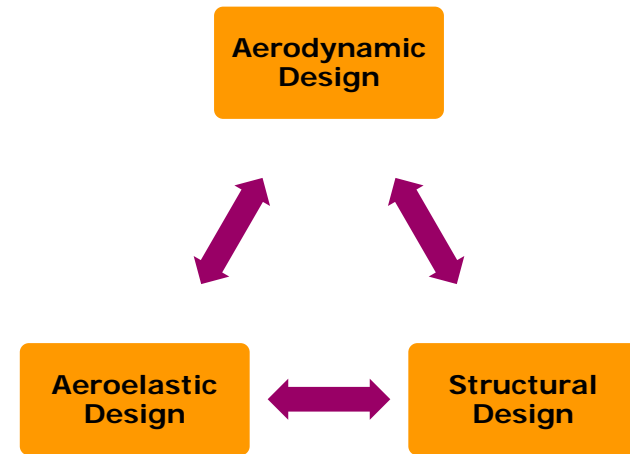 Aerodynamic
Design
Aeroelastic
Design
Structural
Design